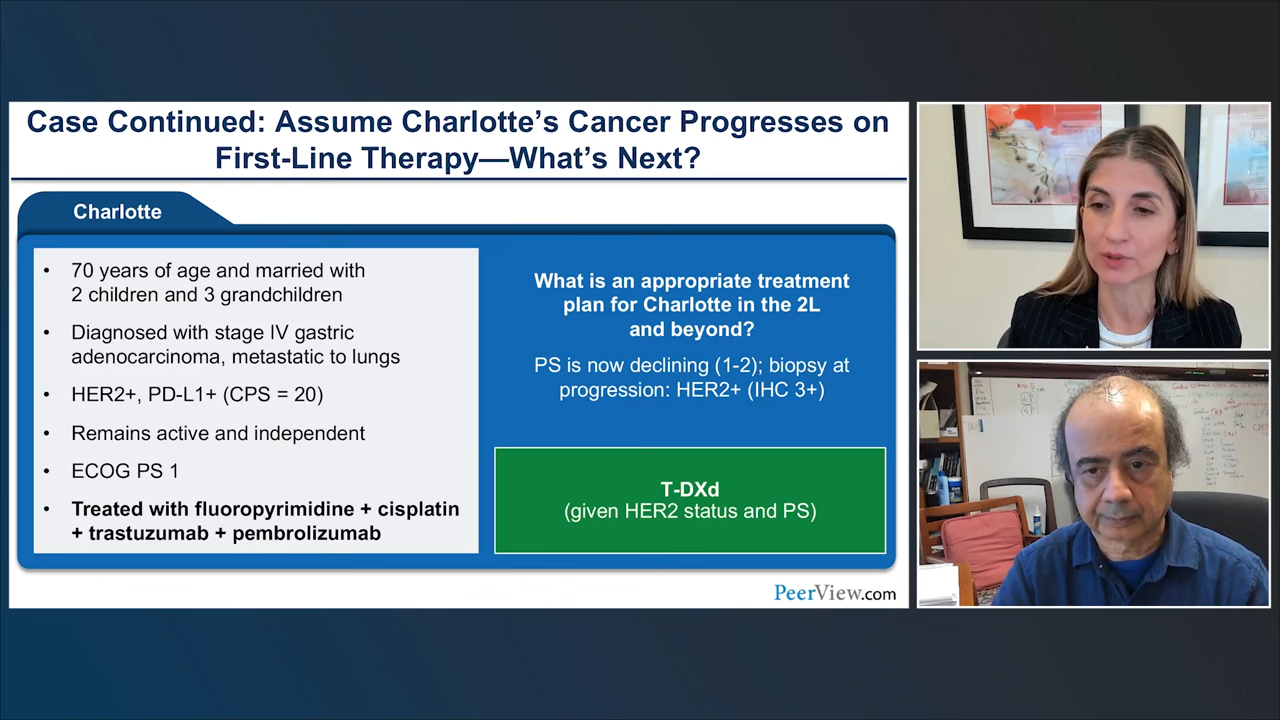 Case Continued: Assume Charlotte's Cancer Progresses on
First-Line Therapy—What's Next?
Charlotte
• 70 years of age and married with
2 children and 3 grandchildren
• Diagnosed with stage IV gastric
adenocarcinoma, metastatic to lungs
• HER2+, PD-L1+ (CPS = 20)
• Remains active and independent
• ECOG PS 1
• Treated with fluoropyrimidine + cisplatin
+ trastuzumab + pembrolizumab
What is an appropriate treatment
plan for Charlotte in the 2L
and beyond?
PS is now declining (1-2); biopsy at
progression: HER2+ (IHC 3+)
T-DXd
(given HER2 status and PS)
PeerView.com